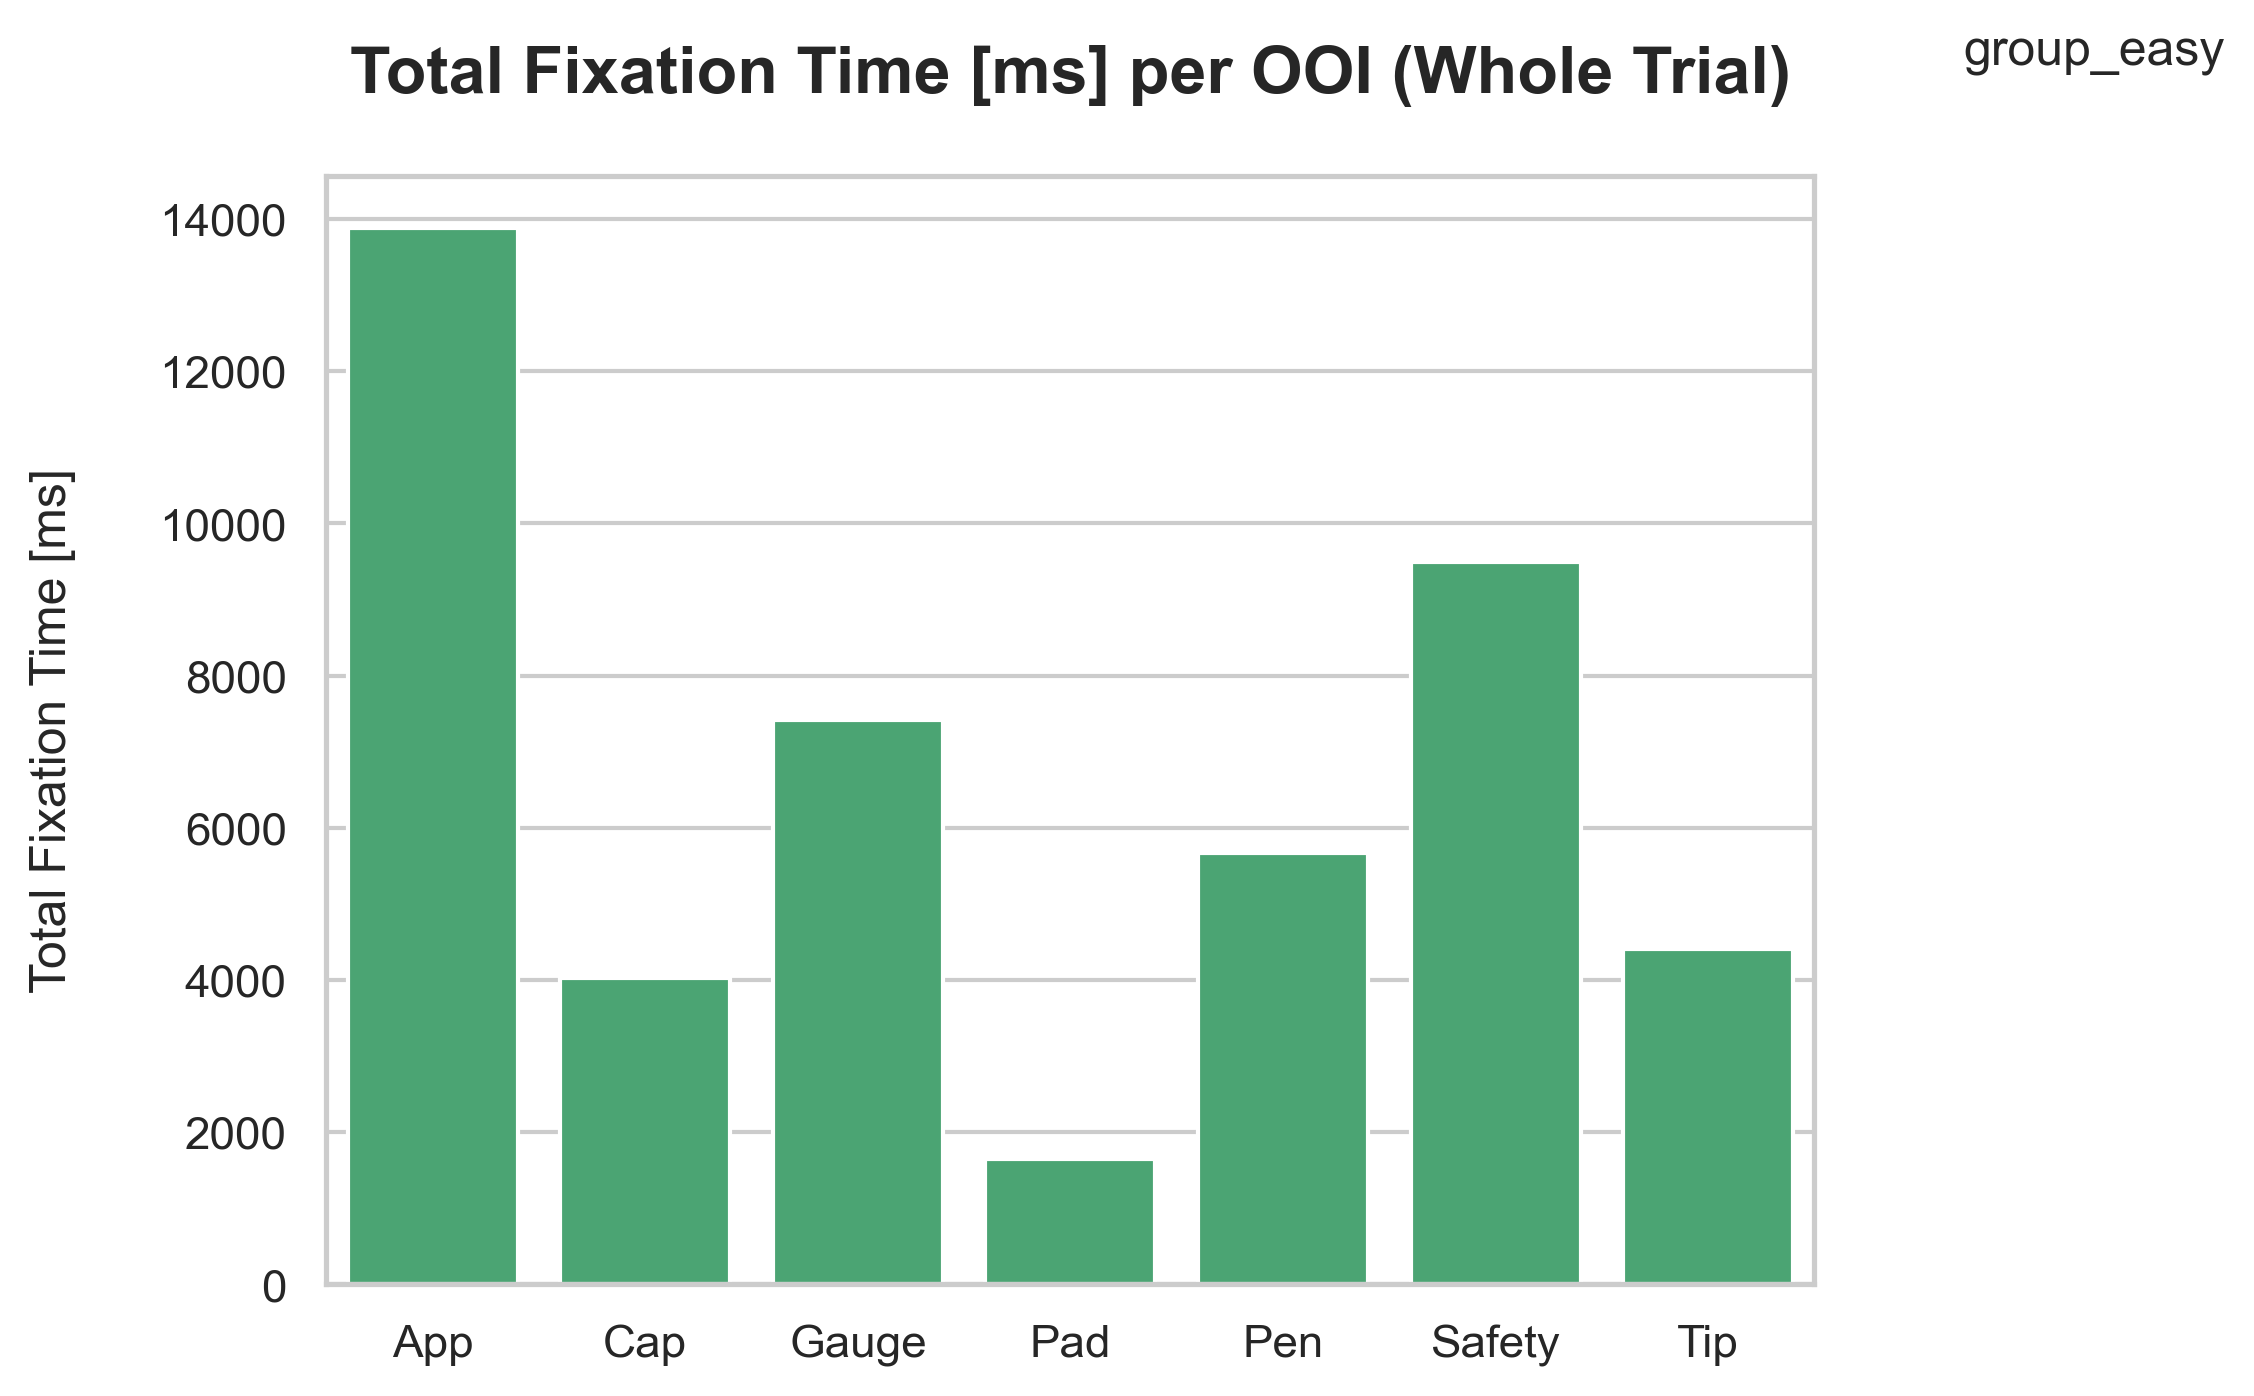 group_easy
Total Fixation Time [ms] per OOI (Whole Trial)
Total Fixation Time [ms]
14000
12000
10000
8000
6000
4000
2000
0
App Cap Gauge Pad Pen Safety Tip